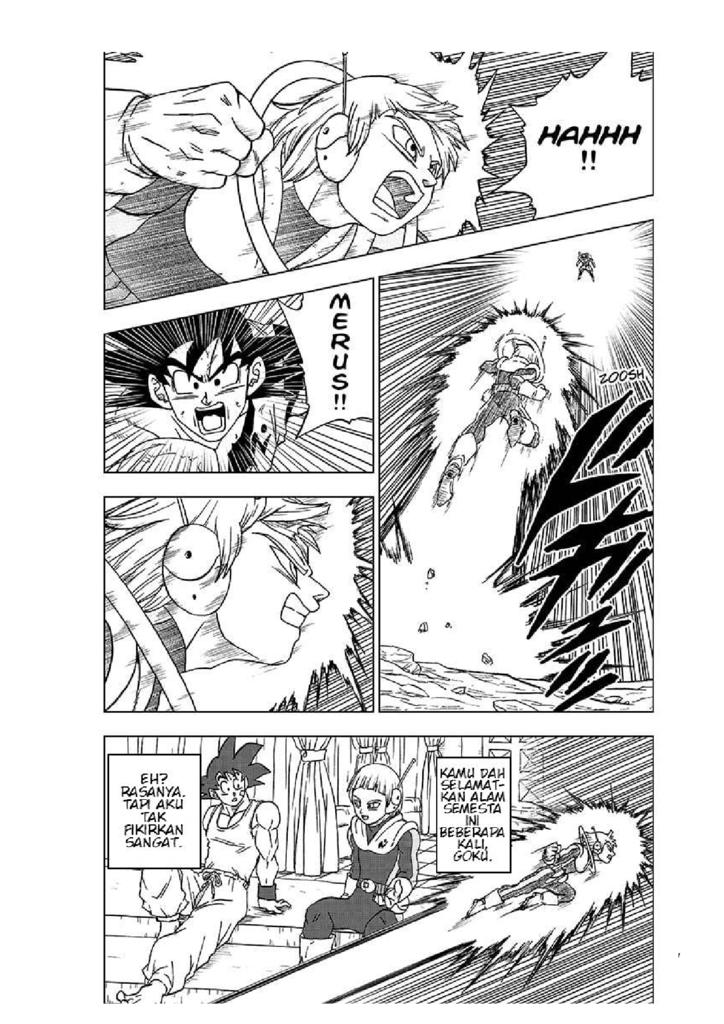 HAHHH
!!
MERUS!!
ZOOSH
EH?
RASANYA.
TAPI AKU
TAK
FIKIRKAN
SANGAT.
KAMU DAH
SELAMAT-
KAN ALAM
SEMESTA
INI
BEBERAPA
KALI,
GOKU.